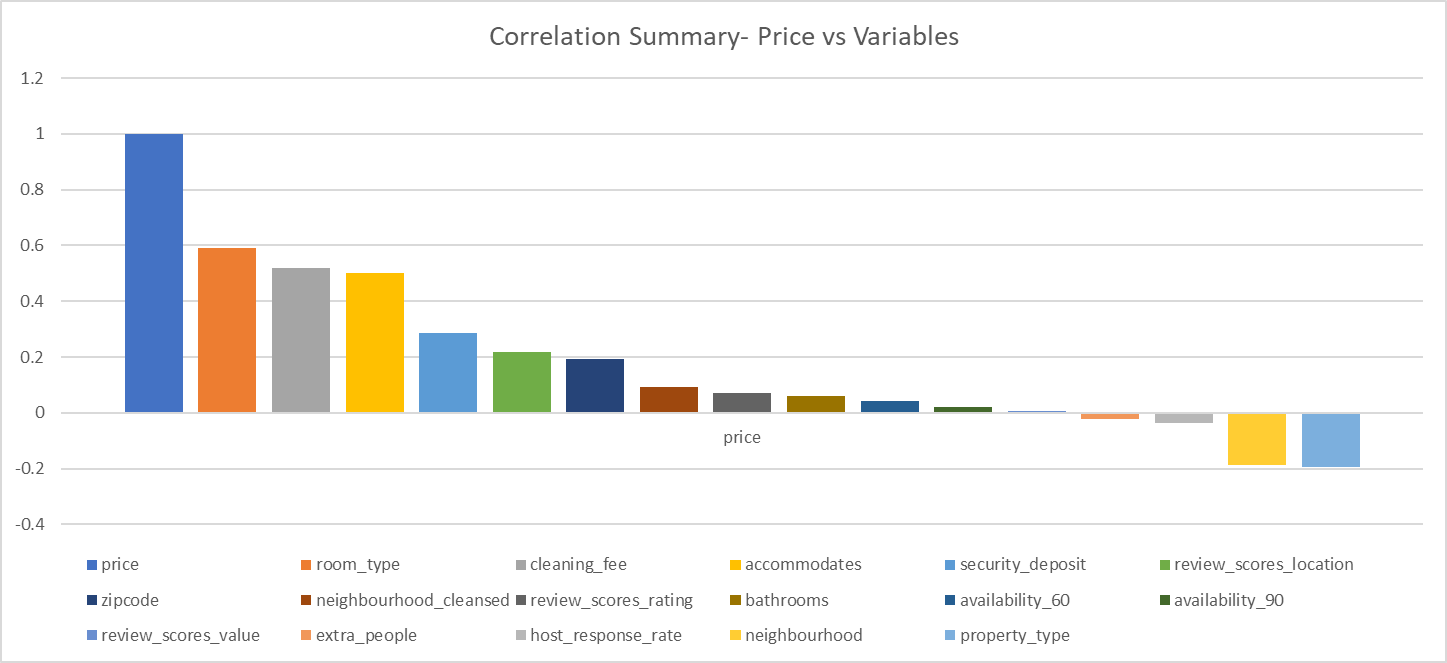 Correlation Summary- Price vs Variables
1.2
1
0.8
0.6
0.4
0.2
0
-0.2
-0.4
price
price room_type cleaning_fee accommodates security_deposit review_scores_location
zipcode neighbourhood_cleansed review_scores_rating bathrooms availability_60 availability_90
review_scores_value extra_people host_response_rate neighbourhood property_type